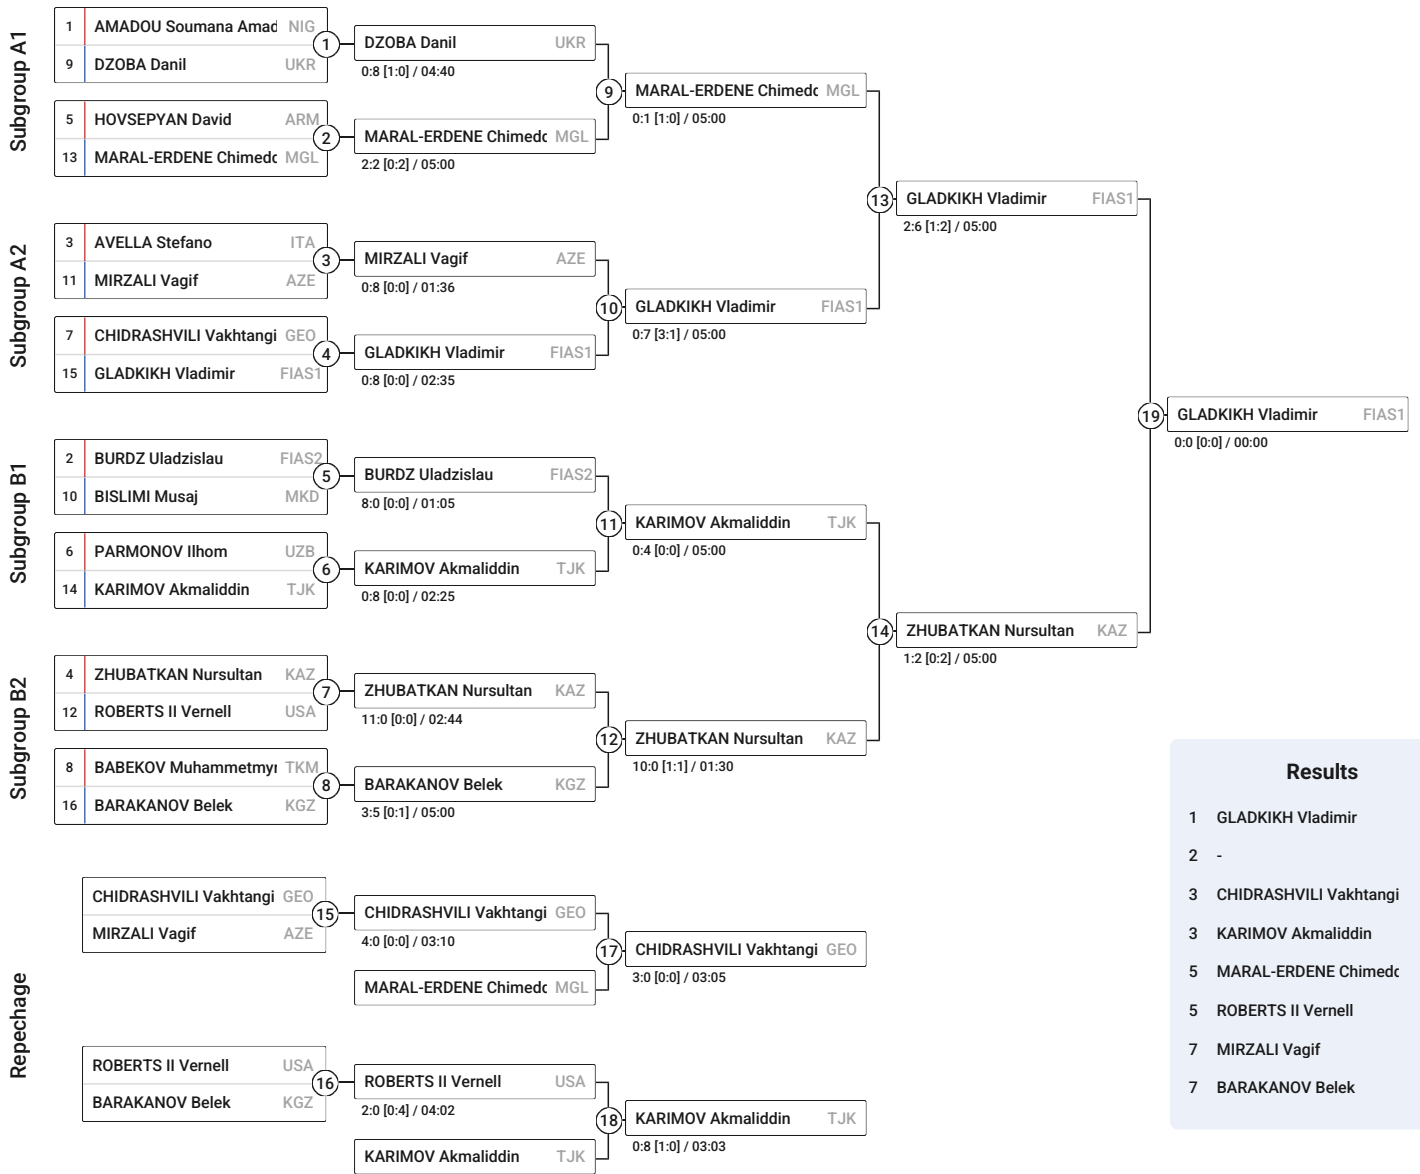 Subgroup A1
1 AMADOU Soumana Amad NIG
9 DZOBA Danil UKR
1
DZOBA Danil UKR
0:8 [1:0] / 04:40
5 HOVSEPYAN David ARM
13 MARAL-ERDENE Chimedc MGL
2
MARAL-ERDENE Chimedc MGL
2:2 [0:2] / 05:00
9
MARAL-ERDENE Chimedc MGL
0:1 [1:0] / 05:00
Subgroup A2
3 AVELLA Stefano ITA
11 MIRZALI Vagif AZE
3
MIRZALI Vagif AZE
0:8 [0:0] / 01:36
7 CHIDRASHVILI Vakhtangi GEO
15 GLADKIKH Vladimir FIAS1
4
GLADKIKH Vladimir FIAS1
0:8 [0:0] / 02:35
10
GLADKIKH Vladimir FIAS1
0:7 [3:1] / 05:00
13
GLADKIKH Vladimir FIAS1
2:6 [1:2] / 05:00
Subgroup B1
2 BURDZ Uladzislau FIAS2
10 BISLIMI Musaj MKD
5
BURDZ Uladzislau FIAS2
8:0 [0:0] / 01:05
6 PARMONOV Ilhom UZB
14 KARIMOV Akmaliddin TJK
6
KARIMOV Akmaliddin TJK
0:8 [0:0] / 02:25
11
KARIMOV Akmaliddin TJK
0:4 [0:0] / 05:00
Subgroup B2
4 ZHUBATKAN Nursultan KAZ
12 ROBERTS II Vernell USA
7
ZHUBATKAN Nursultan KAZ
11:0 [0:0] / 02:44
8 BABEKOV Muhammetmyr TKM
16 BARAKANOV Belek KGZ
8
BARAKANOV Belek KGZ
3:5 [0:1] / 05:00
12
ZHUBATKAN Nursultan KAZ
10:0 [1:1] / 01:30
14
ZHUBATKAN Nursultan KAZ
1:2 [0:2] / 05:00
19
GLADKIKH Vladimir FIAS1
0:0 [0:0] / 00:00
Repechage
CHIDRASHVILI Vakhtangi GEO
MIRZALI Vagif AZE
15
CHIDRASHVILI Vakhtangi GEO
4:0 [0:0] / 03:10
MARAL-ERDENE Chimedc MGL
17
CHIDRASHVILI Vakhtangi GEO
3:0 [0:0] / 03:05
ROBERTS II Vernell USA
BARAKANOV Belek KGZ
16
ROBERTS II Vernell USA
2:0 [0:4] / 04:02
KARIMOV Akmaliddin TJK
18
KARIMOV Akmaliddin TJK
0:8 [1:0] / 03:03
Results
1 GLADKIKH Vladimir
2 -
3 CHIDRASHVILI Vakhtangi
3 KARIMOV Akmaliddin
5 MARAL-ERDENE Chimedc
5 ROBERTS II Vernell
7 MIRZALI Vagif
7 BARAKANOV Belek